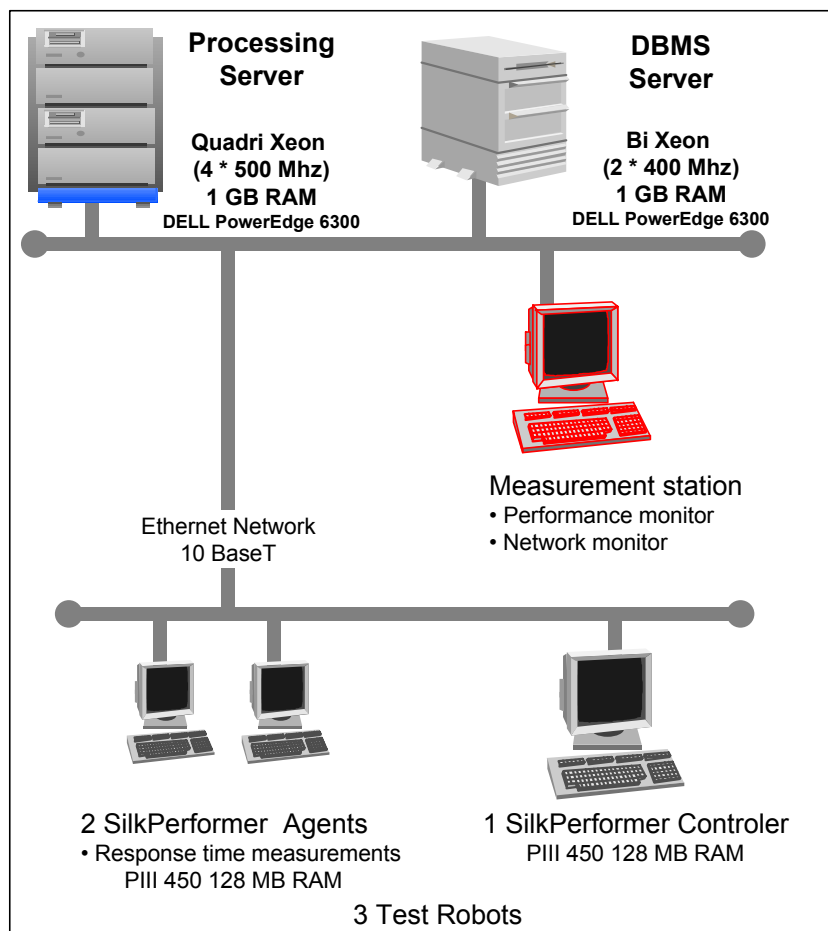 Processing
Server
Quadri Xeon
(4 * 500 Mhz)
1 GB RAM
DELL PowerEdge 6300
DBMS
Server
Bi Xeon
(2 * 400 Mhz)
1 GB RAM
DELL PowerEdge 6300
Measurement station
• Performance monitor
• Network monitor
Ethernet Network
10 BaseT
2 SilkPerformer Agents
• Response time measurements
PIII 450 128 MB RAM
1 SilkPerformer Controler
PIII 450 128 MB RAM
3 Test Robots